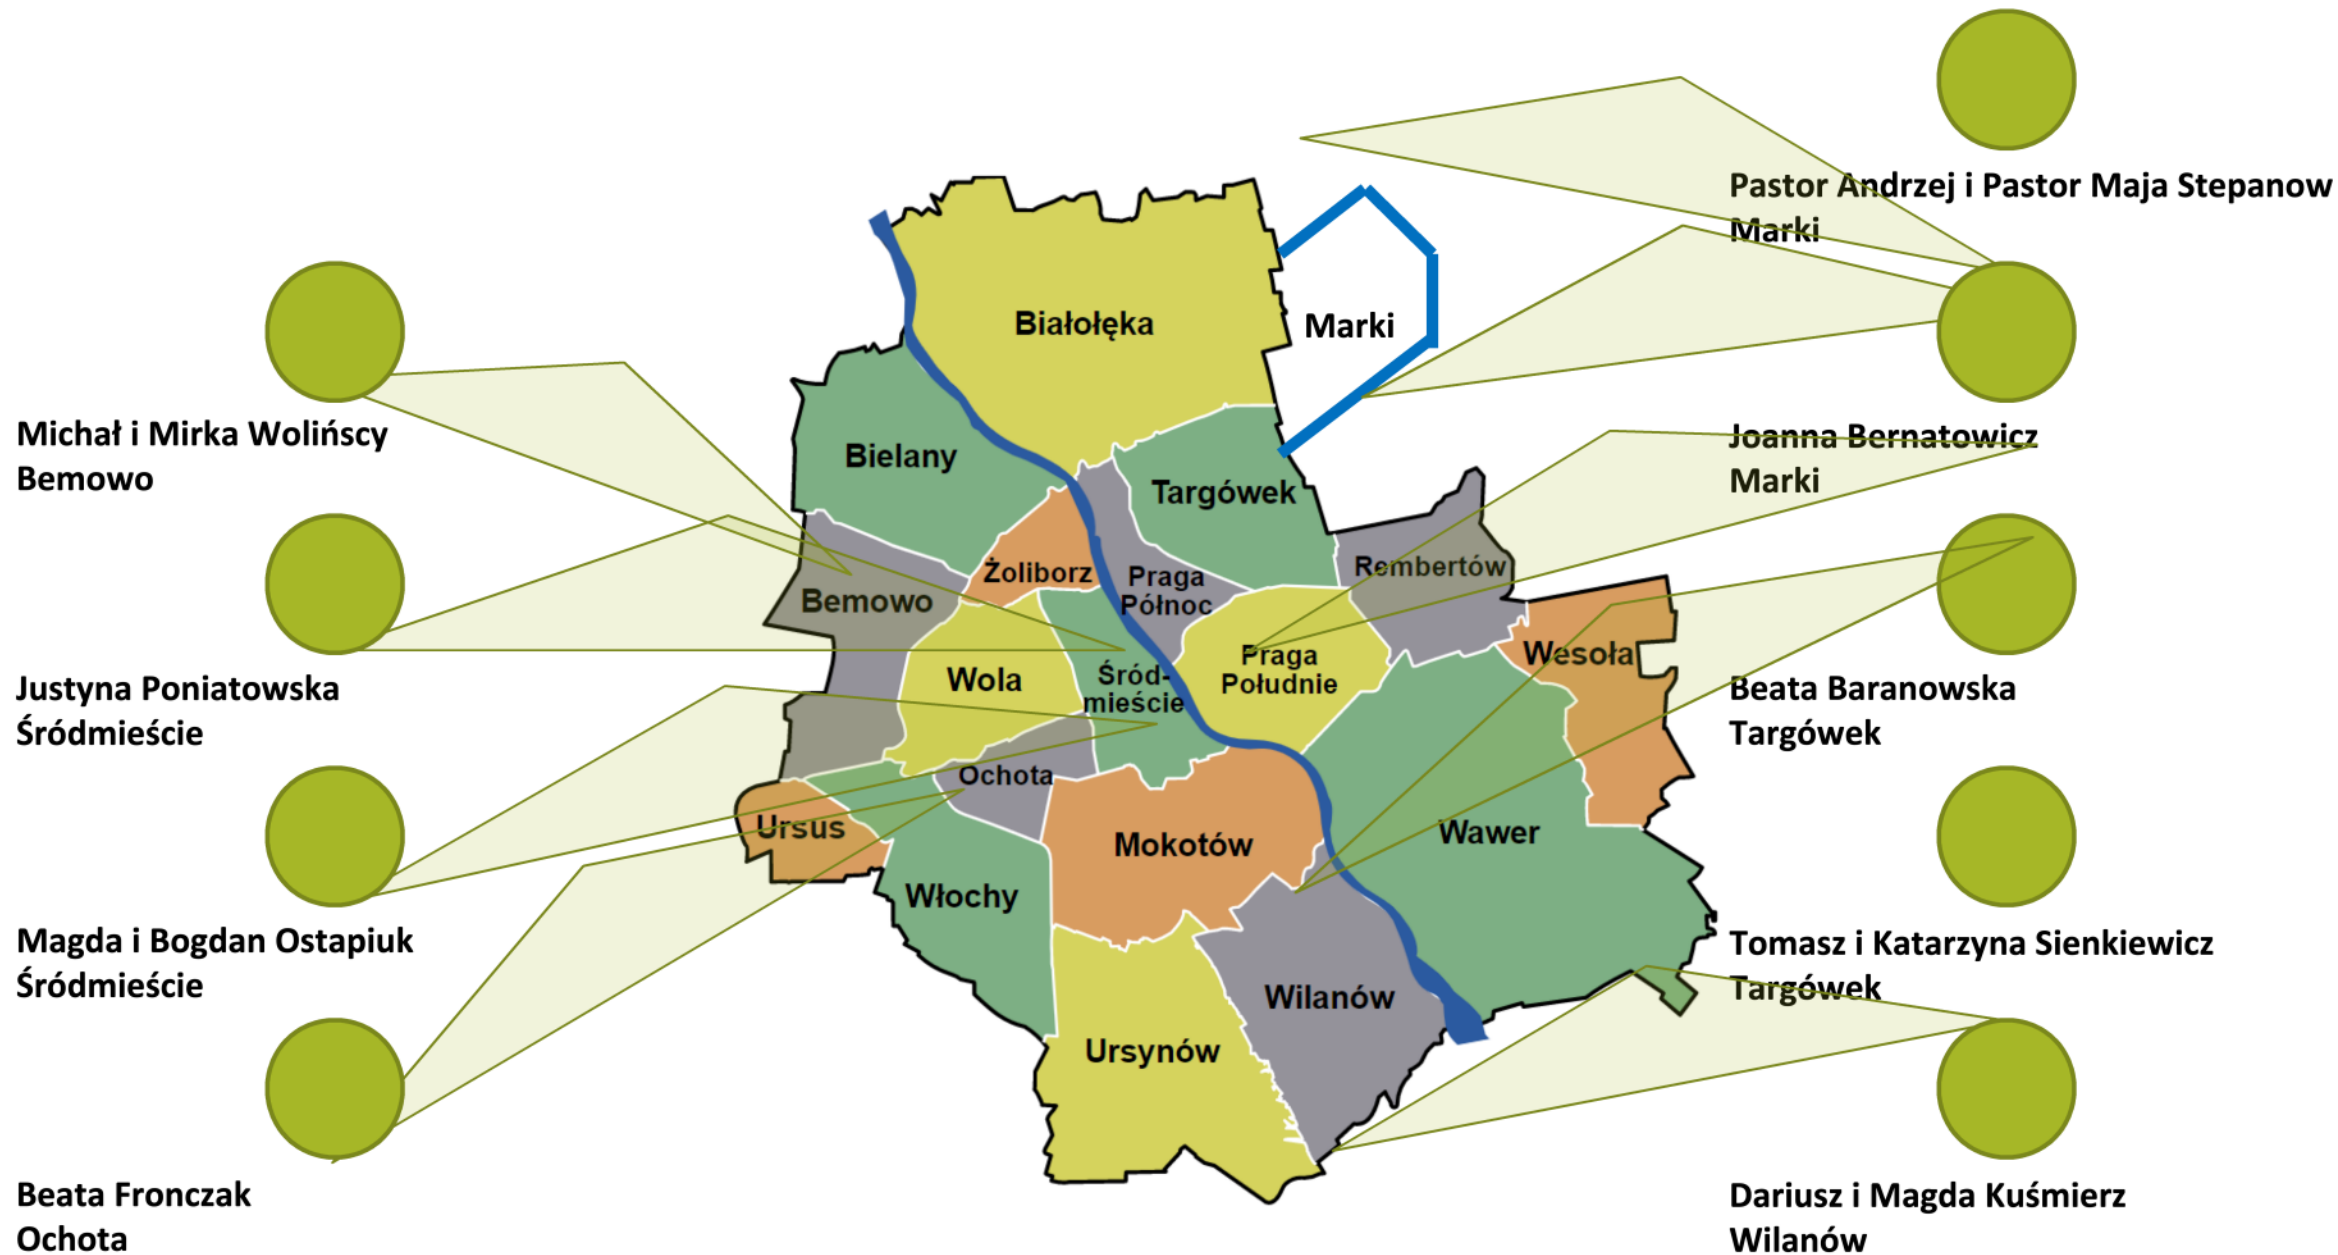 Michał i Mirka Wolińscy
Bemowo
Justyna Poniatowska
Śródmieście
Magda i Bogdan Ostapiuk
Śródmieście
Beata Fronczak
Ochota
Białołęka
Marki
Bielany
Targówek
Żoliborz
Praga
Północ
Rembertów
Bemowo
Wola
Śród-
mieście
Praga
Południe
Wesoła
Ochota
Ursus
Mokotów
Wawer
Włochy
Wilanów
Ursynów
Pastor Andrzej i Pastor Maja Stepanow
Marki
Joanna Bernatowicz
Marki
Beata Baranowska
Targówek
Tomasz i Katarzyna Sienkiewicz
Targówek
Dariusz i Magda Kuśmierz
Wilanów